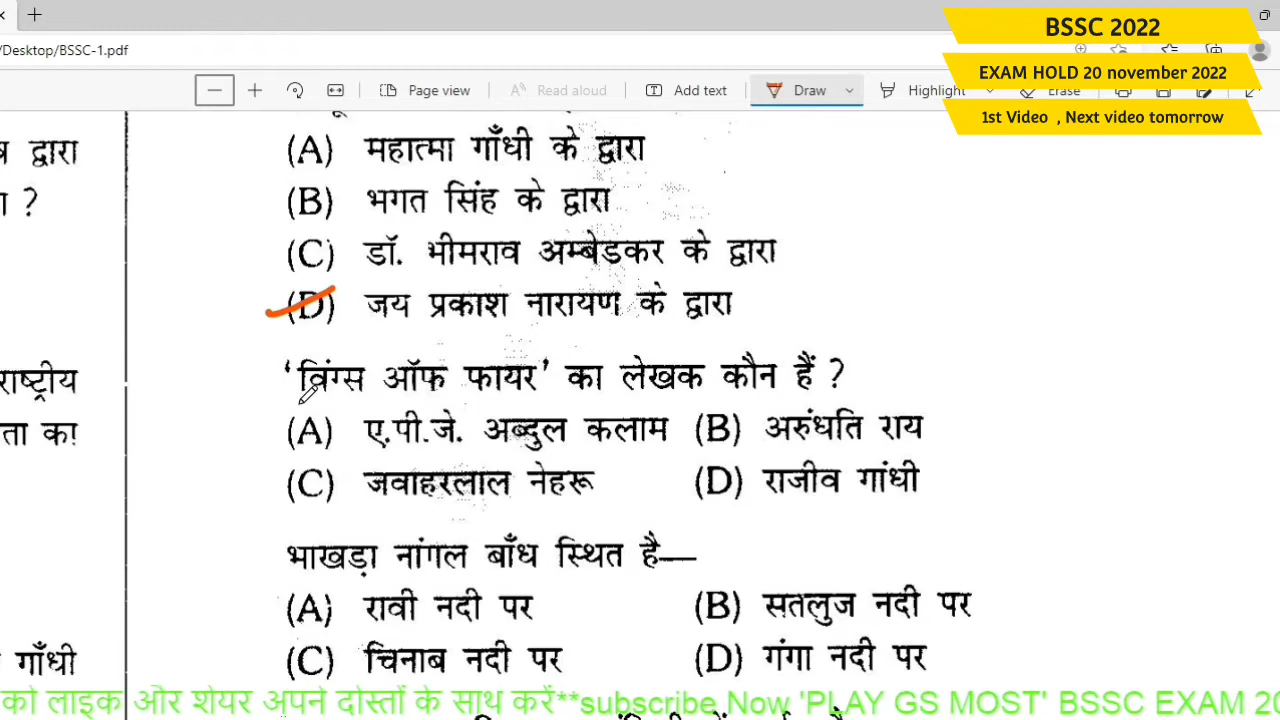 BSSC 2022
/Desktop/BSSC-1.pdf
EXAM HOLD 20 november 2022
Page view
Read aloud
Add text
Draw
Highlight
Erase
1st Video , Next video tomorrow
द्वारा
(A) महात्मा गाँधी के द्वारा
ा ?
(B) भगत सिंह के द्वारा
(C) डॉ. भीमराव अम्बेडकर के द्वारा
(D) जय प्रकाश नारायण के द्वारा
राष्ट्रीय
'विंग्स ऑफ फायर' का लेखक कौन हैं ?
ता का
(A) ए.पी.जे. अब्दुल कलाम (B) अरुंधति राय
(C) जवाहरलाल नेहरू (D) राजीव गांधी
भाखड़ा नांगल बाँध स्थित है—
(A) रावी नदी पर (B) सतलुज नदी पर
गाँधी
(C) चिनाब नदी पर (D) गंगा नदी पर
को लाइक और शेयर अपने दोस्तों के साथ करें**subscribe Now 'PLAY GS MOST' BSSC EXAM 20